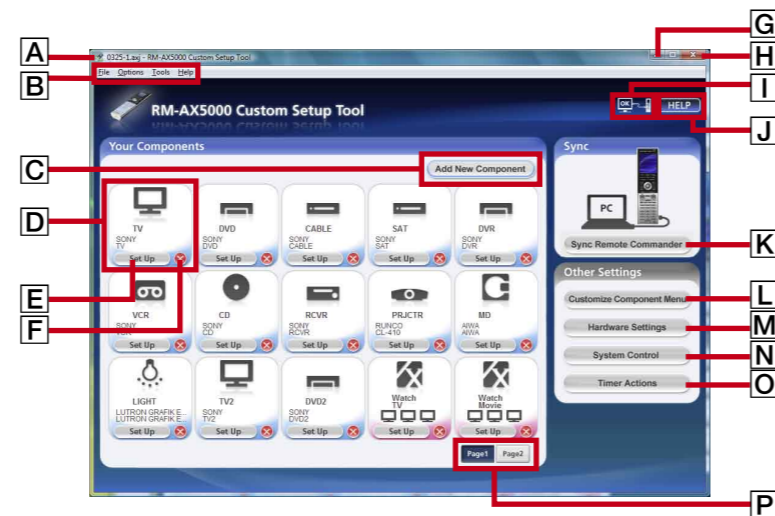 G
A
0325-1.axj - RM-AX5000 Custom Setup Tool
H
B
File Options Tools Help
I
OK
HELP
RM-AX5000 Custom Setup Tool
J
Your Components
Sync
C
Add New Component
D
TV
DVD
CABLE
SAT
DVR
SONY
SONY
SONY
SONY
SONY
TV
DVD
CABLE
SAT
DVR
PC
Set Up
Set Up
Set Up
Set Up
Set Up
Sync Remote Commander
K
E
F
Other Settings
Customize Component Menu
L
VCR
CD
RCVR
PRJCTR
MD
SONY
SONY
SONY
RUNCO
AIWA
CD
RCVR
CL-410
AIWA
Hardware Settings
M
Set Up
Set Up
Set Up
Set Up
Set Up
System Control
N
Timer Actions
O
LIGHT
TV2
DVD2
Watch
TV
Watch
Movie
LUTRON GRAFIK E...
SONY
SONY
LUTRON GRAFIK E...
TV2
DVD2
Set Up
Set Up
Set Up
Set Up
Set Up
Page1
Page2
P